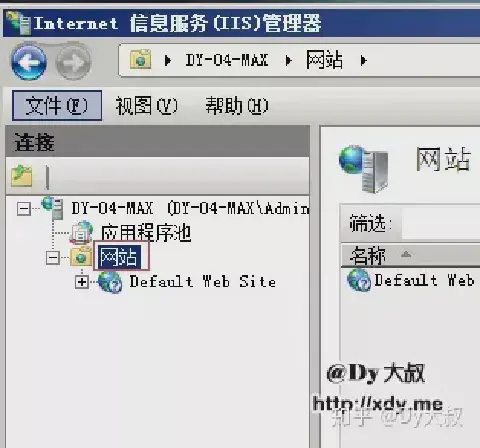 Internet 信息服务(IIS)管理器
DY-04-MAX 网站
文件(F) 视图(V) 帮助(H)
连接
DY-04-MAX (DY-04-MAX\Admin
应用程序池
网站
Default Web Site
网站
筛选:
名称
Default Web
@Dy大叔
http://xdy.me
知乎 @Dy大叔